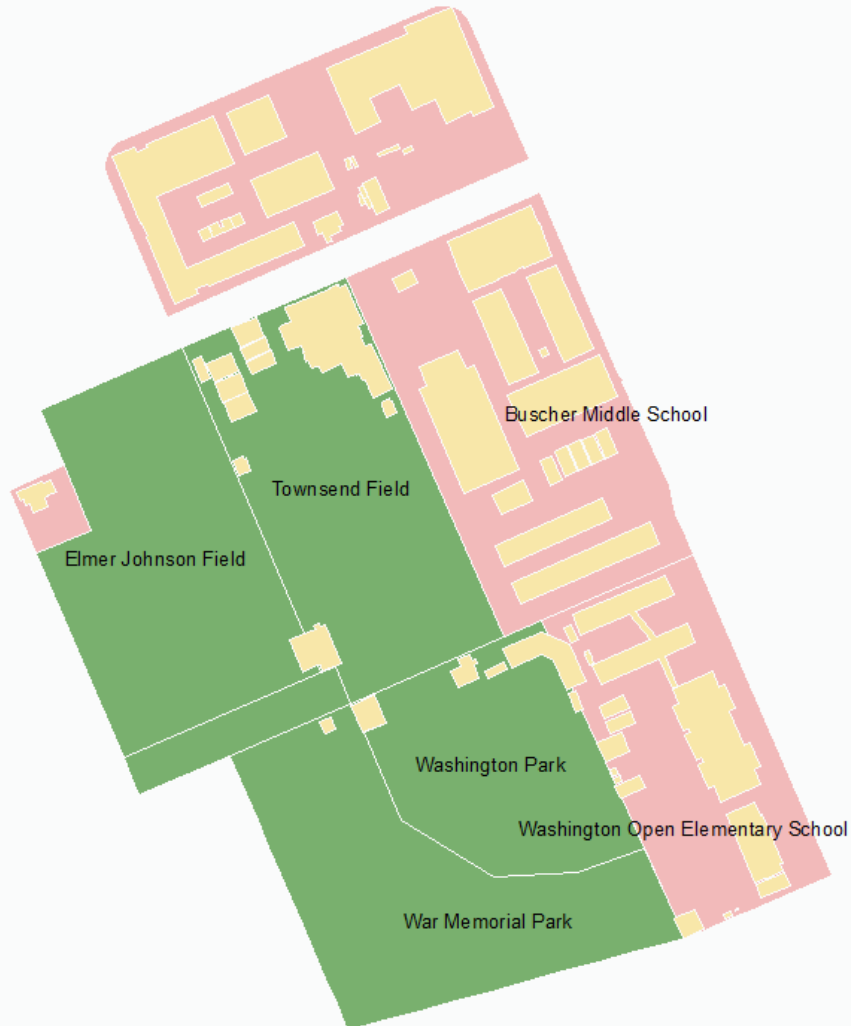 Buscher Middle School
Townsend Field
Elmer Johnson Field
Washington Park
Washington Open Elementary School
War Memorial Park